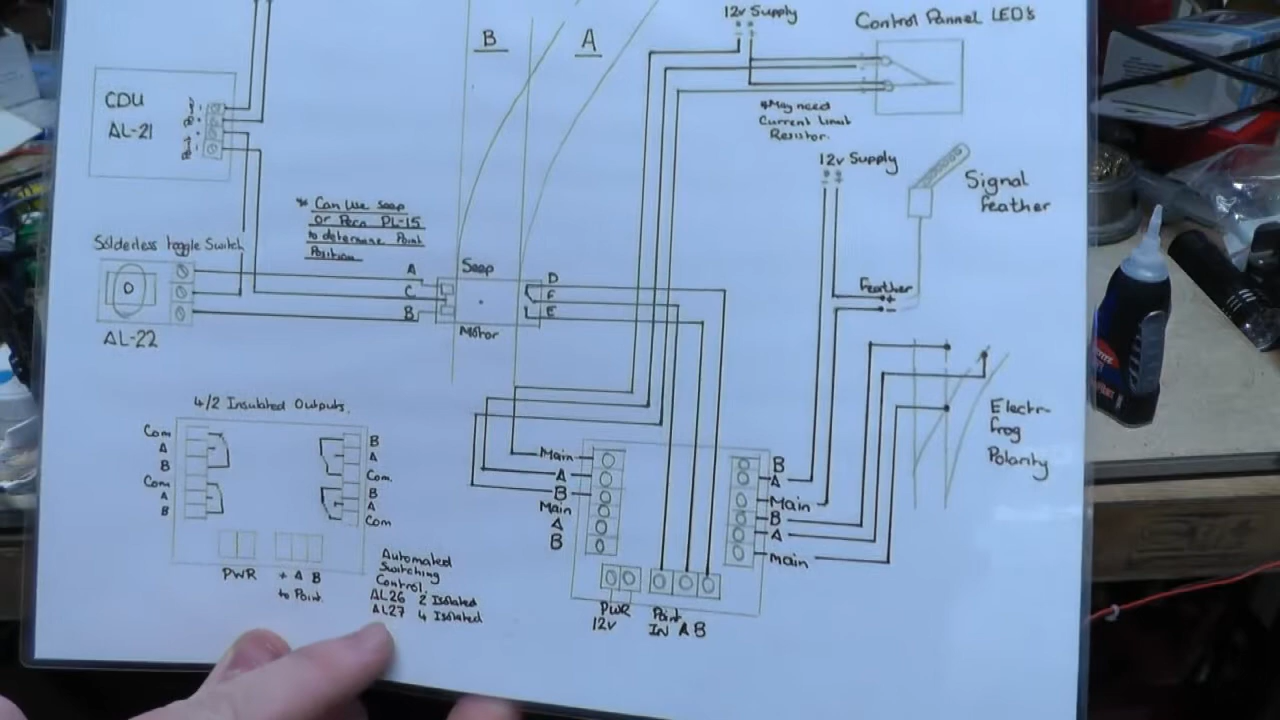 B
A
12v Supply
Control Pannel LED's
CDU
AL-21
*May need
Current Limit
Resistor.
12v Supply
Signal
feather
* Can Use seep
or Peco PL-15
to determine Point
Position
Solderless toggle Switch
A
C
B
Seep
Motor
D
F
E
Feather
+
-
AL-22
4/2 Insulated Outputs.
Com
A
B
Com
A
B
B
A
Com.
B
A
Com
PWR
+ A B
to Point.
Automated
Switching
Control.
AL26 2 Isolated
AL27 4 Isolated
Main
A
B
Main
A
B
B
A
Main
B
A
Main
PWR
12v
Point
IN A B
Electr-
frog
Polarity